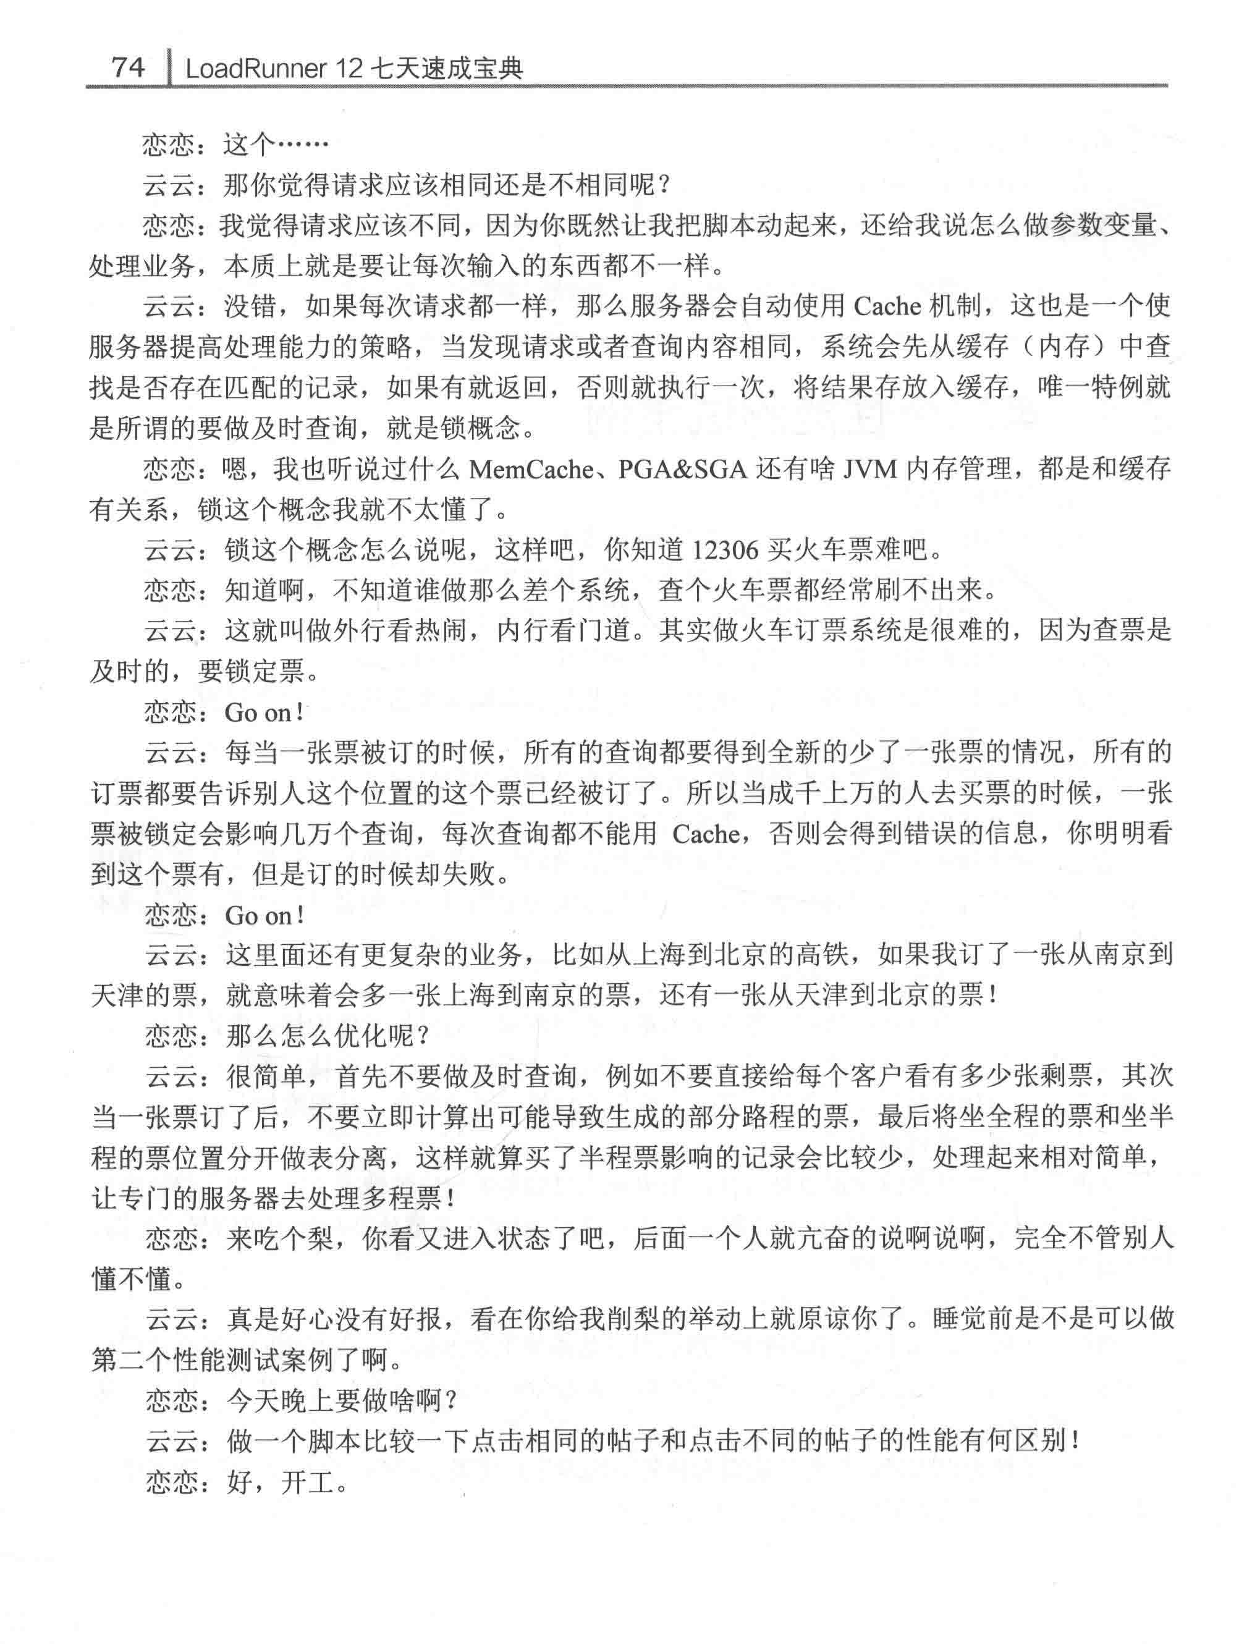 74 LoadRunner 12 七天速成宝典
恋恋：这个……
云云：那你觉得请求应该相同还是不相同呢？
恋恋：我觉得请求应该不同，因为你既然让我把脚本动起来，还给我说怎么做参数变量、
处理业务，本质上就是要让每次输入的东西都不一样。
云云：没错，如果每次请求都一样，那么服务器会自动使用 Cache 机制，这也是一个使
服务器提高处理能力的策略，当发现请求或者查询内容相同，系统会先从缓存（内存）中查
找是否存在匹配的记录，如果有就返回，否则就执行一次，将结果存放入缓存，唯一特例就
是所谓的要做及时查询，就是锁概念。
恋恋：嗯，我也听说过什么 MemCache、PGA&SGA 还有啥 JVM 内存管理，都是和缓存
有关系，锁这个概念我就不太懂了。
云云：锁这个概念怎么说呢，这样吧，你知道 12306 买火车票难吧。
恋恋：知道啊，不知道谁做那么差个系统，查个火车票都经常刷不出来。
云云：这就叫做外行看热闹，内行看门道。其实做火车订票系统是很难的，因为查票是
及时的，要锁定票。
恋恋：Go on！
云云：每当一张票被订的时候，所有的查询都要得到全新的少了一张票的情况，所有的
订票都要告诉别人这个位置的这个票已经被订了。所以当成千上万的人去买票的时候，一张
票被锁定会影响几万个查询，每次查询都不能用 Cache，否则会得到错误的信息，你明明看
到这个票有，但是订的时候却失败。
恋恋：Go on！
云云：这里面还有更复杂的业务，比如从上海到北京的高铁，如果我订了一张从南京到
天津的票，就意味着会多一张上海到南京的票，还有一张从天津到北京的票！
恋恋：那么怎么优化呢？
云云：很简单，首先不要做及时查询，例如不要直接给每个客户看有多少张剩票，其次
当一张票订了后，不要立即计算出可能导致生成的部分路程的票，最后将坐全程的票和坐半
程的票位置分开做表分离，这样就算买了半程票影响的记录会比较少，处理起来相对简单，
让专门的服务器去处理多程票！
恋恋：来吃个梨，你看又进入状态了吧，后面一个人就亢奋的说啊说啊，完全不管别人
懂不懂。
云云：真是好心没有好报，看在你给我削梨的举动上就原谅你了。睡觉前是不是可以做
第二个性能测试案例了啊。
恋恋：今天晚上要做啥啊？
云云：做一个脚本比较一下点击相同的帖子和点击不同的帖子的性能有何区别！
恋恋：好，开工。